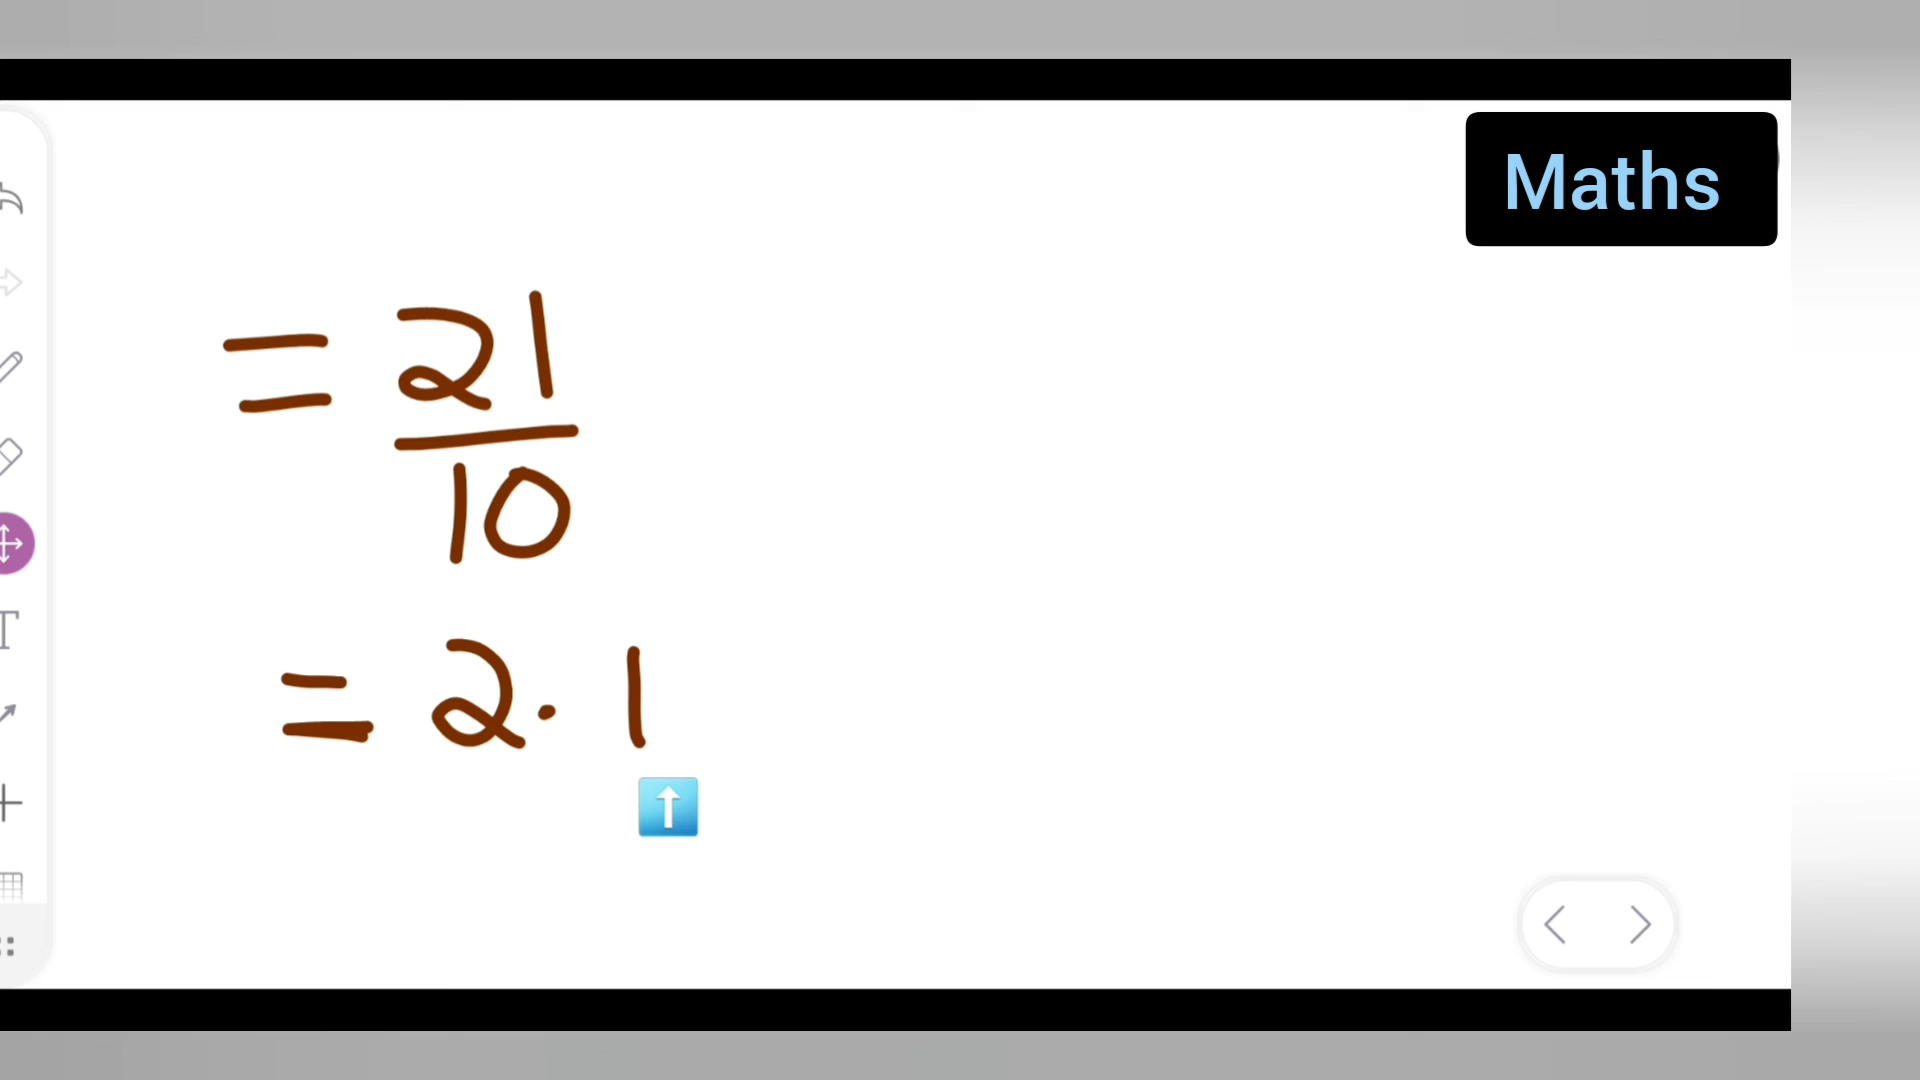 Maths
= 21/10
= 2.1